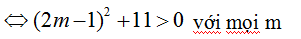 ⇔ (2m−1)² +11 > 0 với mọi m